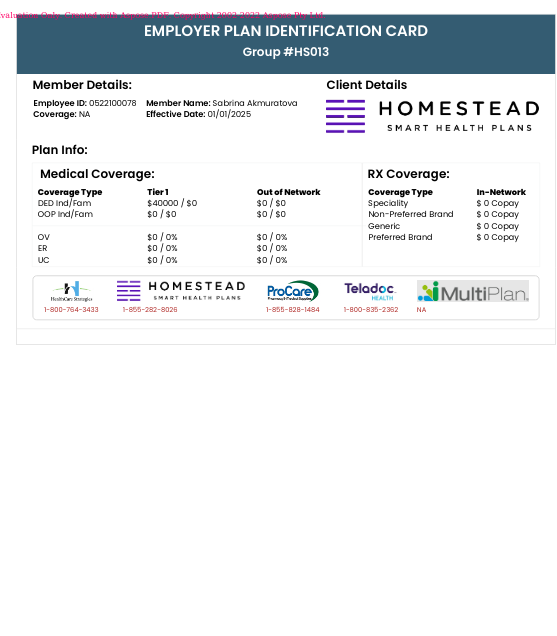 valuation Only. Created with Aspose.PDF. Copyright 2002-2023 Aspose Pty Ltd.
EMPLOYER PLAN IDENTIFICATION CARD
Group #HS013
Member Details:
Client Details
Employee ID: 0522100078 Member Name: Sabrina Akmuratova
Coverage: NA Effective Date: 01/01/2025
HOMESTEAD
SMART HEALTH PLANS
Plan Info:
Medical Coverage:
Coverage Type Tier 1 Out of Network
DED Ind/Fam $40000 / $0 $0 / $0
OOP Ind/Fam $0 / $0 $0 / $0
OV $0 / 0% $0 / 0%
ER $0 / 0% $0 / 0%
UC $0 / 0% $0 / 0%
RX Coverage:
Coverage Type In-Network
Speciality $ 0 Copay
Non-Preferred Brand $ 0 Copay
Generic $ 0 Copay
Preferred Brand $ 0 Copay
HealthCare Strategies
1-800-764-3433
HOMESTEAD
SMART HEALTH PLANS
1-855-282-8026
ProCare
1-855-828-1484
Teladoc
HEALTH
1-800-835-2362
MultiPlan
NA